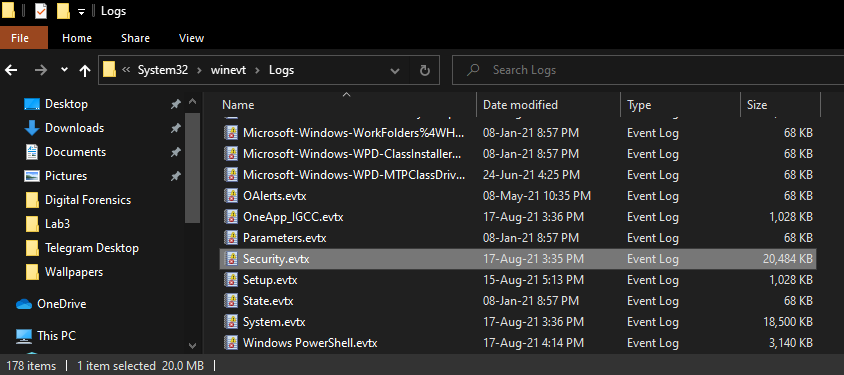 Logs
File Home Share View
System32 winevt Logs Search Logs
Desktop
Downloads
Documents
Pictures
Digital Forensics
Lab3
Telegram Desktop
Wallpapers
OneDrive
This PC
Name Date modified Type Size
Microsoft-Windows-WorkFolders%4WH... 08-Jan-21 8:57 PM Event Log 68 KB
Microsoft-Windows-WPD-ClassInstaller... 08-Jan-21 8:57 PM Event Log 68 KB
Microsoft-Windows-WPD-MTPClassDriv... 24-Jun-21 4:25 PM Event Log 68 KB
OAlerts.evtx 08-May-21 10:35 PM Event Log 68 KB
OneApp_IGCC.evtx 17-Aug-21 3:36 PM Event Log 1,028 KB
Parameters.evtx 08-Jan-21 8:57 PM Event Log 68 KB
Security.evtx 17-Aug-21 3:35 PM Event Log 20,484 KB
Setup.evtx 15-Aug-21 5:13 PM Event Log 1,028 KB
State.evtx 08-Jan-21 8:57 PM Event Log 68 KB
System.evtx 17-Aug-21 3:36 PM Event Log 18,500 KB
Windows PowerShell.evtx 17-Aug-21 4:14 PM Event Log 3,140 KB
178 items 1 item selected 20.0 MB